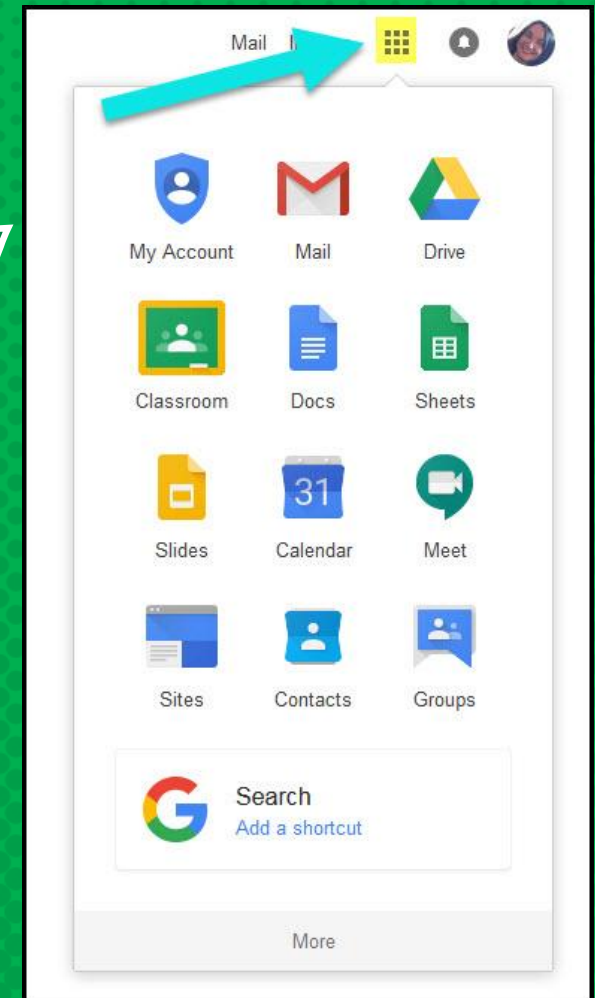 Mail
My Account Mail Drive
Classroom Docs Sheets
31
Slides Calendar Meet
Sites Contacts Groups
Search
Add a shortcut
More